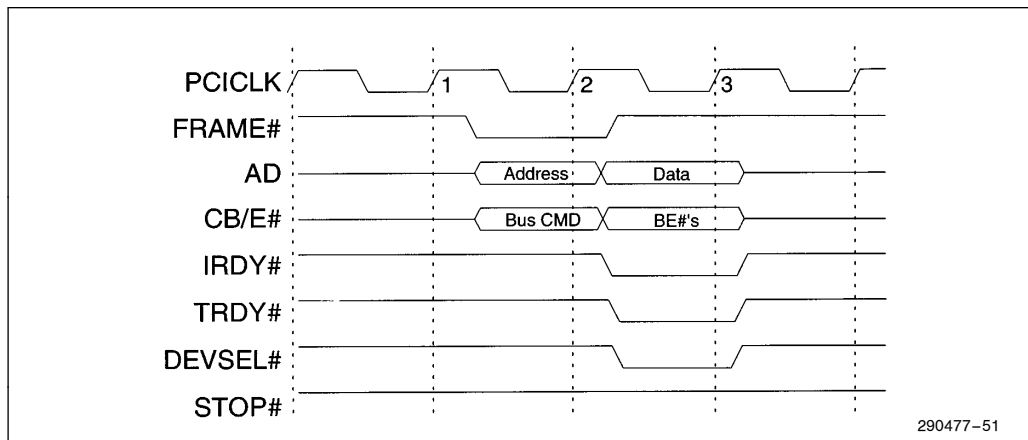 PCICLK 1 2 3
FRAME#
AD Address Data
CB/E# Bus CMD BE#'s
IRDY#
TRDY#
DEVSEL#
STOP#
290477–51